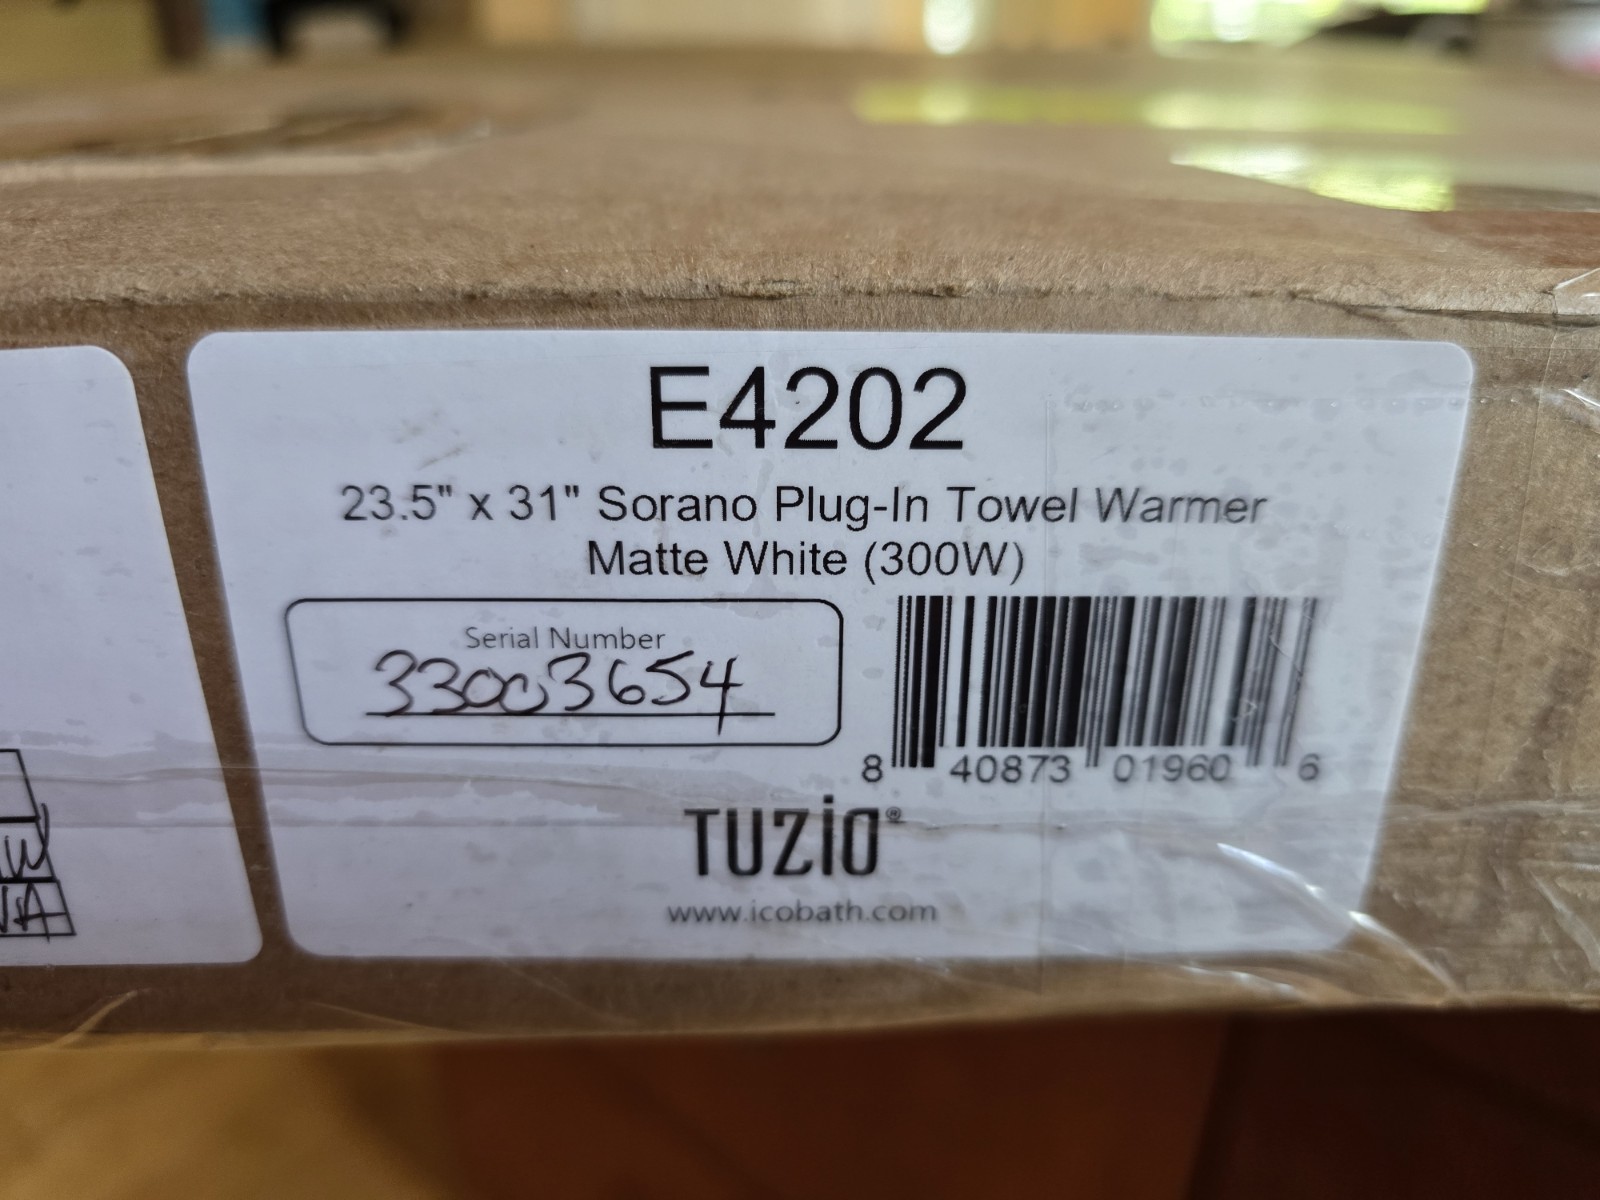 E4202
23.5" x 31" Sorano Plug-In Towel Warmer
Matte White (300W)
Serial Number
33003654
8 40873 01960 6
TUZiO®
www.icobath.com